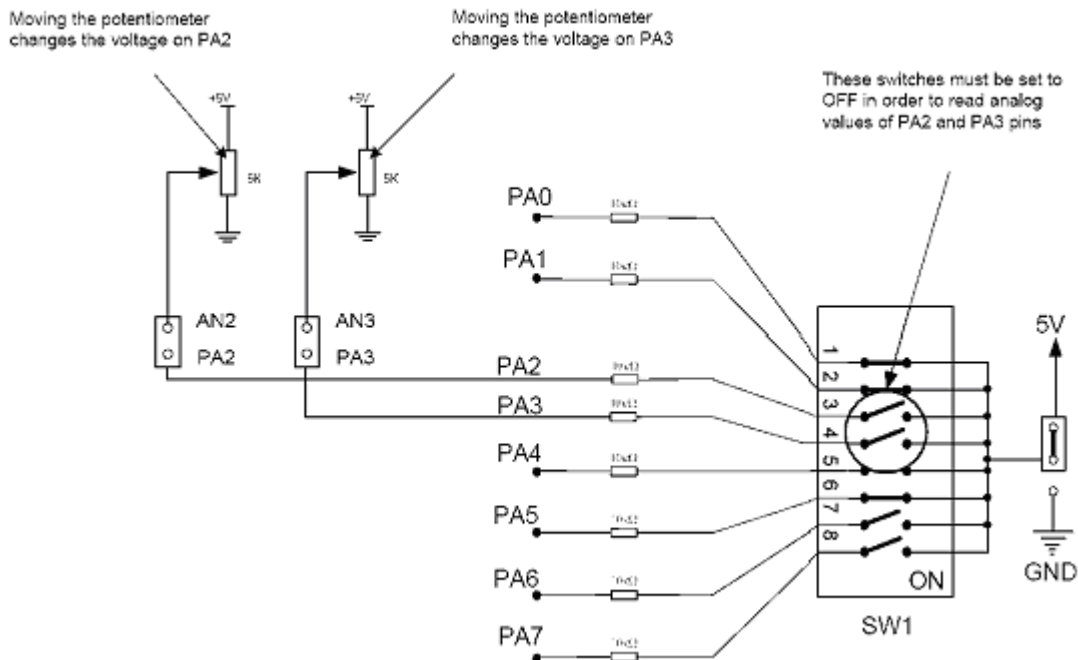 Moving the potentiometer
changes the voltage on PA2
Moving the potentiometer
changes the voltage on PA3
These switches must be set to
OFF in order to read analog
values of PA2 and PA3 pins
+5V
+5V
5K
5K
AN2
PA2
AN3
PA3
PA0
PA1
PA2
PA3
PA4
PA5
PA6
PA7
1
2
3
4
5
6
7
8
ON
SW1
5V
GND